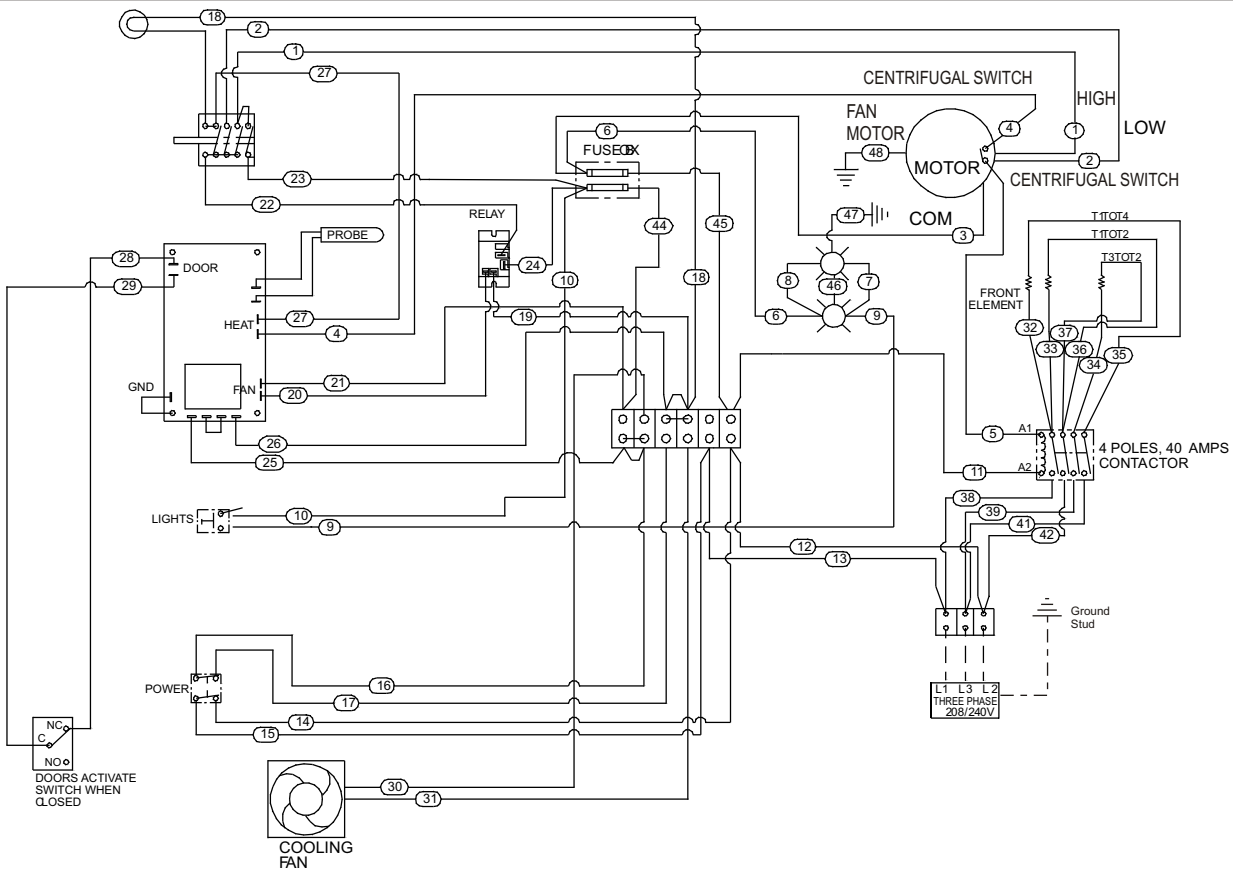 18
2
1
27
CENTRIFUGAL SWITCH
HIGH
FAN
MOTOR
4
1
LOW
6
FUSEBOX
48
MOTOR
2
CENTRIFUGAL SWITCH
23
22
RELAY
44
45
47
COM
3
T1TOT4
T1TOT2
T3TOT2
PROBE
28
DOOR
29
24
10
18
8
46
7
FRONT
ELEMENT
HEAT
27
4
19
6
9
32
37
33
36
34
35
21
GND
FAN
20
26
25
5
A1
11
A2
4 POLES, 40 AMPS
CONTACTOR
38
39
41
42
LIGHTS
10
9
12
13
Ground
Stud
POWER
16
17
14
15
L1 L3 L2
THREE PHASE
208/240V
NC
C
NO
DOORS ACTIVATE
SWITCH WHEN
CLOSED
30
31
COOLING
FAN